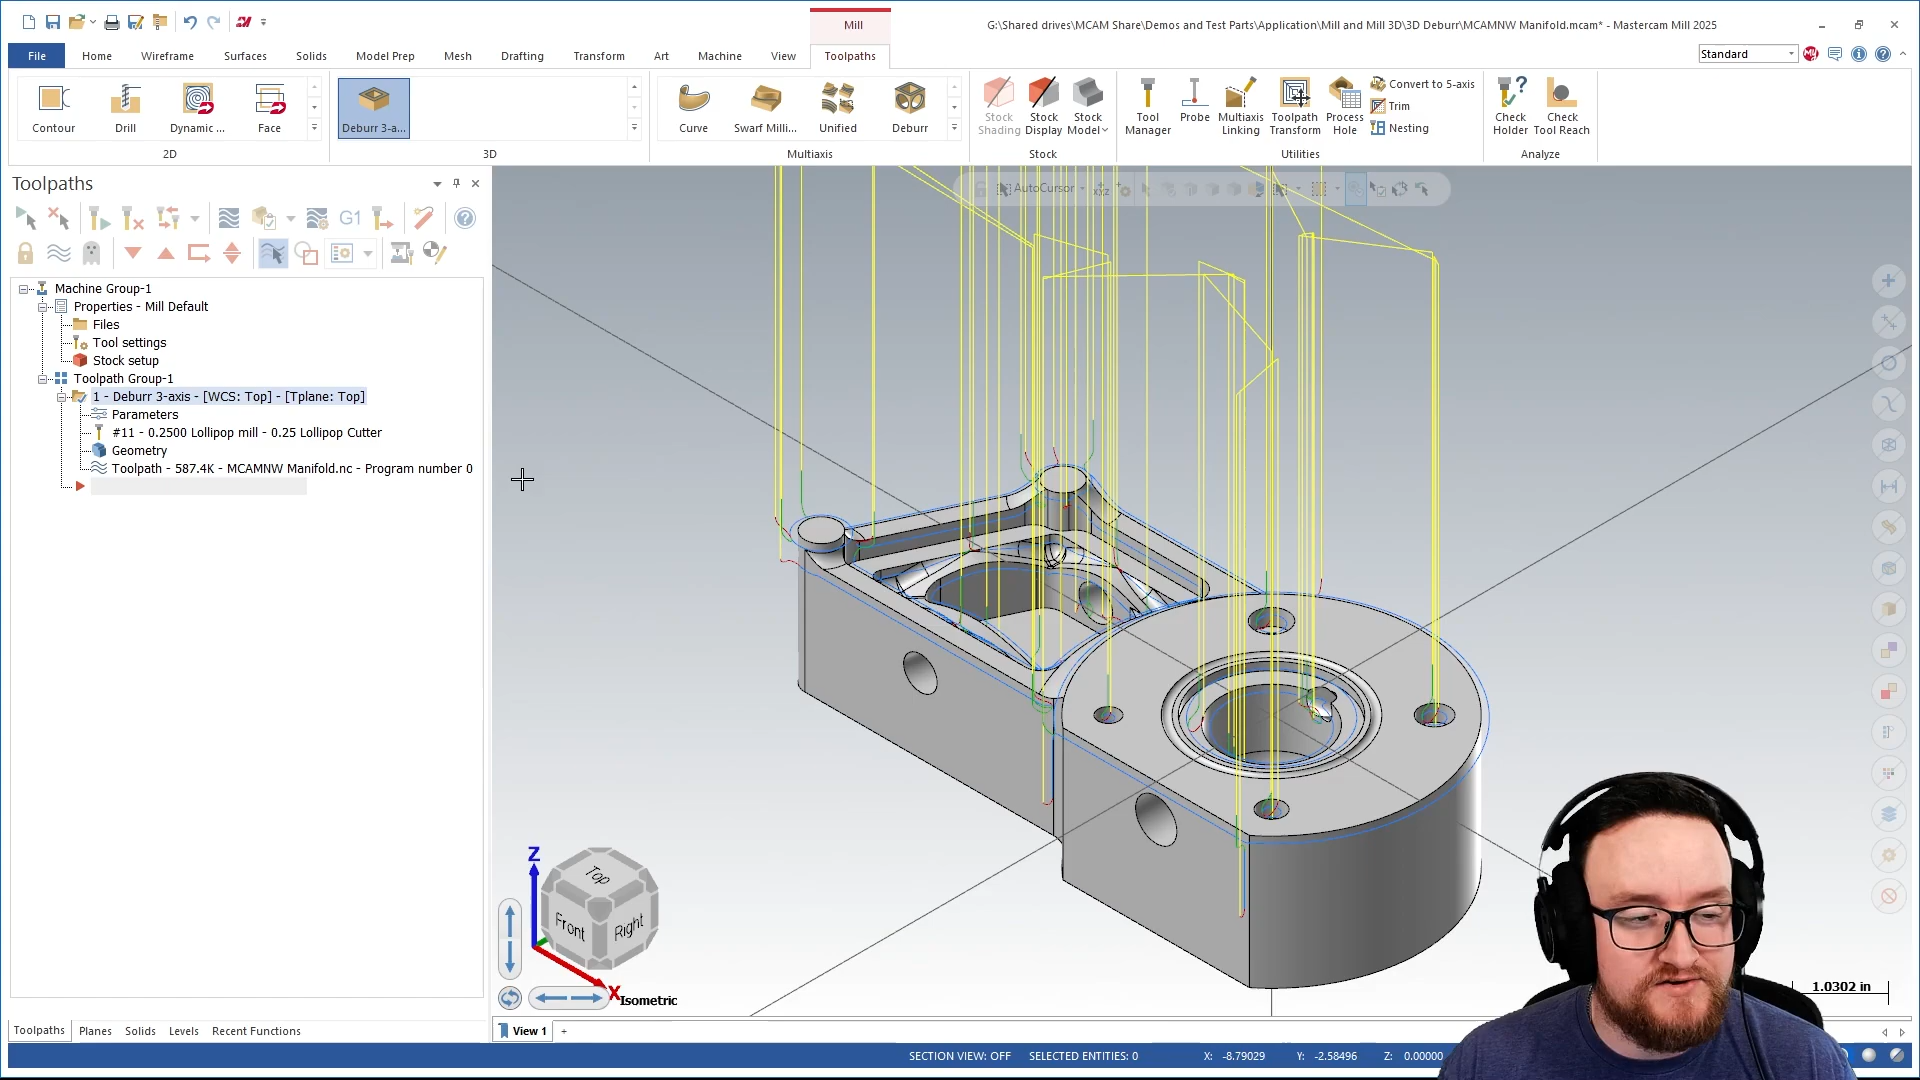 Mill
G:\Shared drives\MCAM Share\Demos and Test Parts\Application\Mill and Mill 3D\3D Deburr\MCAMNW Manifold.mcam* - Mastercam Mill 2025
File
Home
Wireframe
Surfaces
Solids
Model Prep
Mesh
Drafting
Transform
Art
Machine
View
Toolpaths
Standard
Contour
Drill
Dynamic ...
Face
Deburr 3-a...
Curve
Swarf Milli...
Unified
Deburr
Stock Shading
Stock Display
Stock Model
Tool Manager
Probe
Multiaxis Linking
Toolpath Transform
Process Hole
Convert to 5-axis
Trim
Nesting
Check Holder
Check Tool Reach
2D
3D
Multiaxis
Stock
Utilities
Analyze
Toolpaths
AutoCursor
G1
Machine Group-1
Properties - Mill Default
Files
Tool settings
Stock setup
Toolpath Group-1
1 - Deburr 3-axis - [WCS: Top] - [Tplane: Top]
Parameters
#11 - 0.2500 Lollipop mill - 0.25 Lollipop Cutter
Geometry
Toolpath - 587.4K - MCAMNW Manifold.nc - Program number 0
Z
Top
Front
Right
X
Isometric
1.0302 in
Toolpaths
Planes
Solids
Levels
Recent Functions
View 1
+
SECTION VIEW: OFF
SELECTED ENTITIES: 0
X: -8.79029
Y: -2.58496
Z: 0.00000